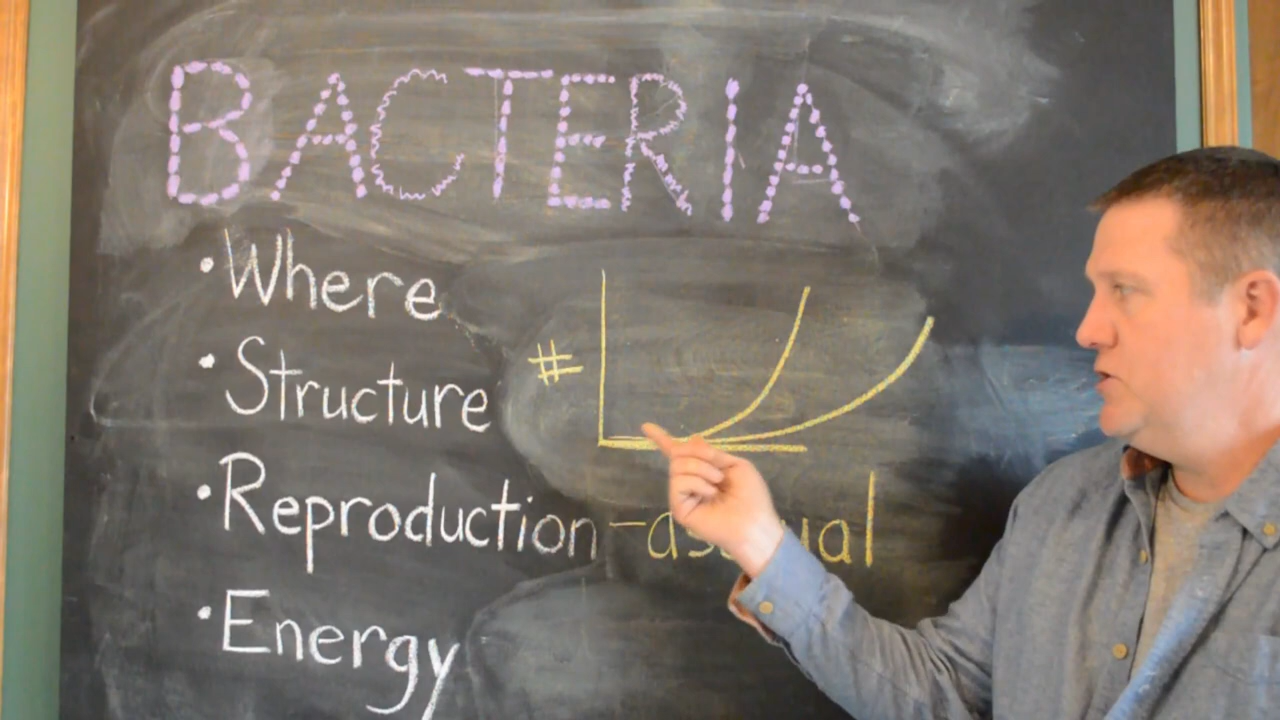 BACTERIA
• Where
#
• Structure
• Reproduction -
• Energy